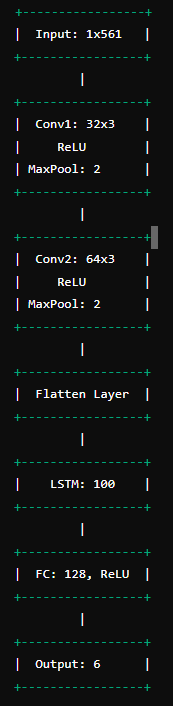 +-----------------+
|  Input: 1x561   |
+-----------------+
|
+-----------------+
|  Conv1: 32x3    |
|     ReLU        |
| MaxPool: 2      |
+-----------------+
|
+-----------------+
|  Conv2: 64x3    |
|     ReLU        |
| MaxPool: 2      |
+-----------------+
|
+-----------------+
|  Flatten Layer  |
+-----------------+
|
+-----------------+
|    LSTM: 100    |
+-----------------+
|
+-----------------+
|  FC: 128, ReLU  |
+-----------------+
|
+-----------------+
|  Output: 6      |
+-----------------+